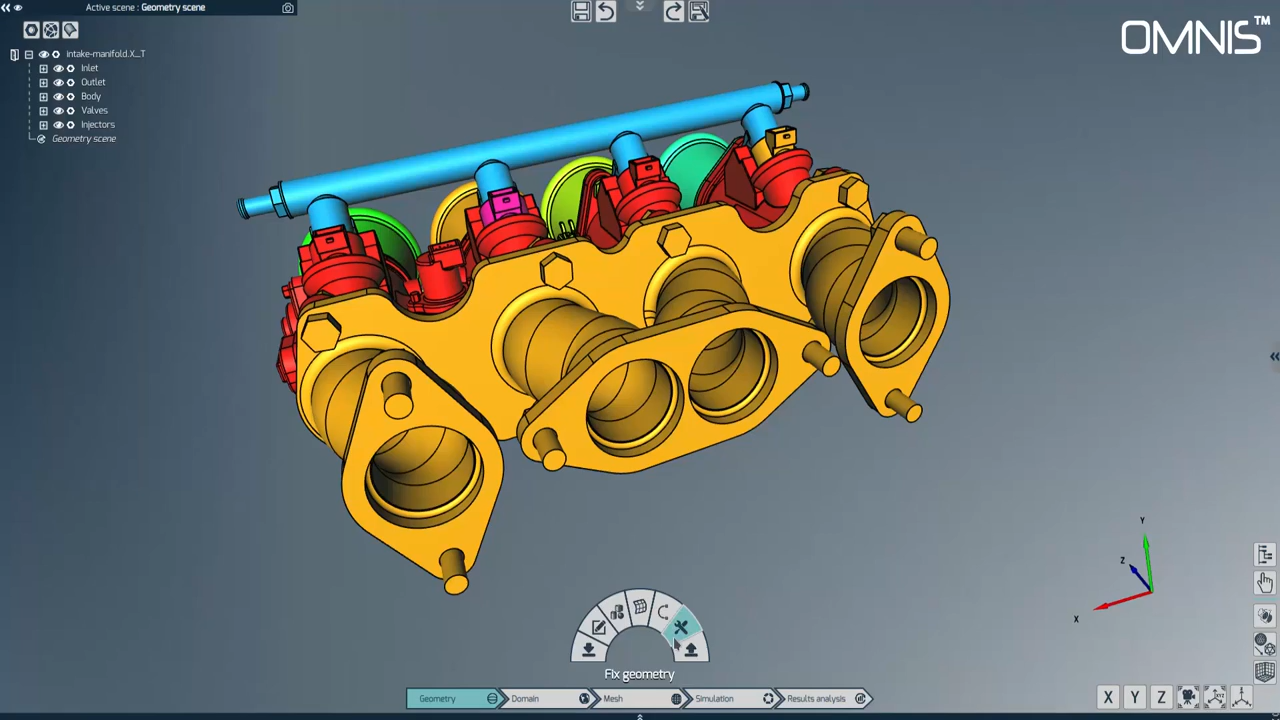 Active scene : Geometry scene
OMNIS™
intake-manifold.X_T
Inlet
Outlet
Body
Valves
Injectors
Geometry scene
Y
Z
X
Fix geometry
Geometry
Domain
Mesh
Simulation
Results analysis
X Y Z